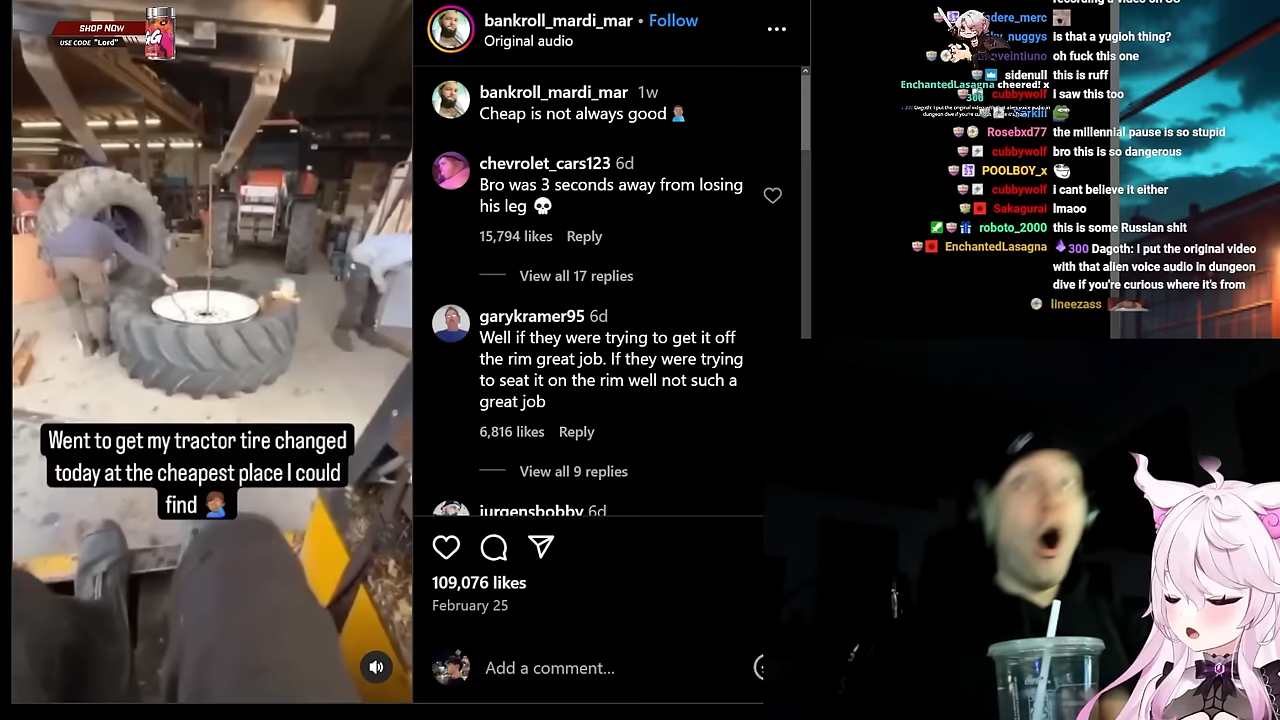 SHOP NOW
USE CODE "Lord"
bankroll_mardi_mar • Follow
Original audio
bankroll_mardi_mar 1w
Cheap is not always good
chevrolet_cars123 6d
Bro was 3 seconds away from losing
his leg 💀
15,794 likes Reply
View all 17 replies
garykramer95 6d
Well if they were trying to get it off
the rim great job. If they were trying
to seat it on the rim well not such a
great job
6,816 likes Reply
View all 9 replies
jurgensbobby 6d
109,076 likes
February 25
Add a comment...
Went to get my tractor tire changed
today at the cheapest place I could
find
is that a yugioh thing?
oh fuck this one
sidenull this is ruff
EnchantedLasagna cheered! x
300
cubbywolf I saw this too
Rosebxd77 the millennial pause is so stupid
cubbywolf bro this is so dangerous
POOLBOY_x
cubbywolf i cant believe it either
Sakagurai lmaoo
roboto_2000 this is some Russian shit
EnchantedLasagna 300 Dagoth: I put the original video
with that alien voice audio in dungeon
dive if you're curious where it's from
lineezass